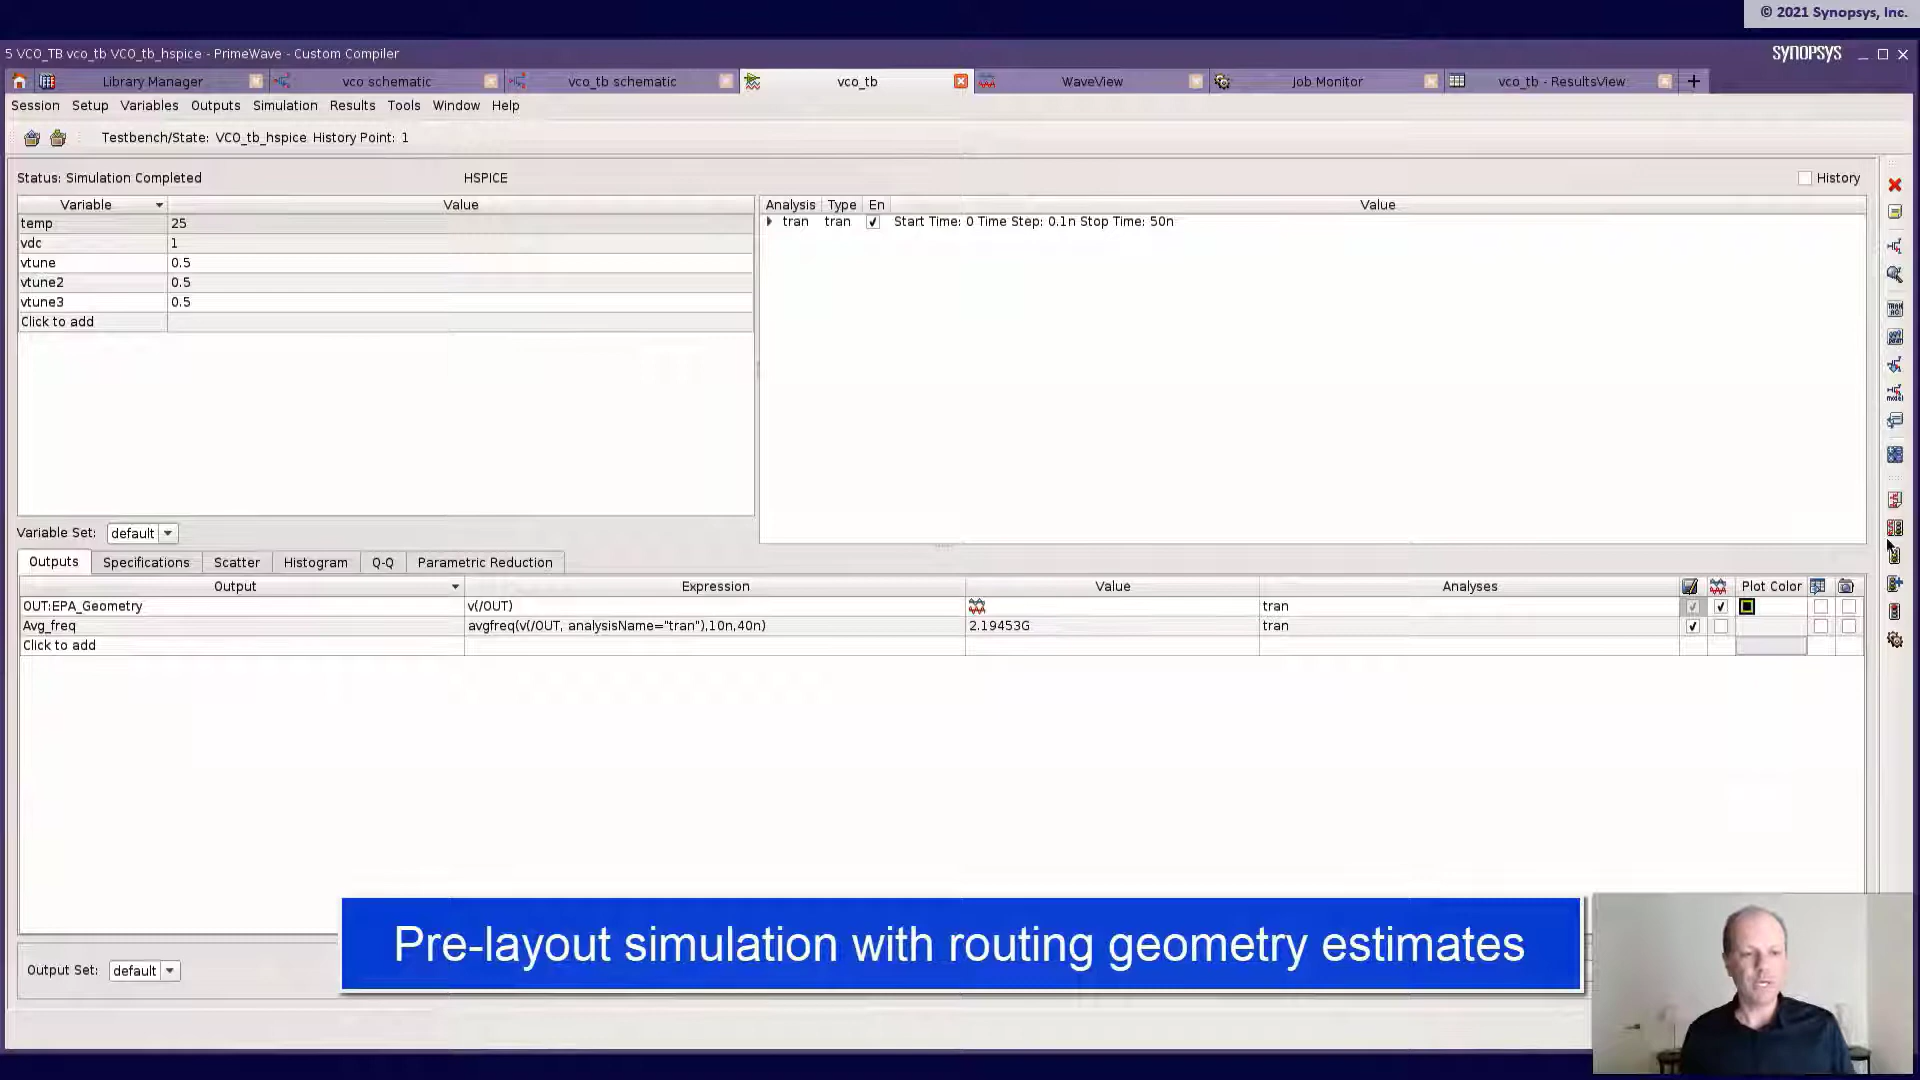 © 2021 Synopsys, Inc.
5 VCO_TB vco_tb VCO_tb_hspice - PrimeWave - Custom Compiler
SYNOPSYS
Library Manager
vco schematic
vco_tb schematic
vco_tb
WaveView
Job Monitor
vco_tb - ResultsView
Session Setup Variables Outputs Simulation Results Tools Window Help
Testbench/State: VCO_tb_hspice History Point: 1
Status: Simulation Completed
HSPICE
History
Variable Value
temp 25
vdc 1
vtune 0.5
vtune2 0.5
vtune3 0.5
Click to add
Analysis Type En Value
tran tran Start Time: 0 Time Step: 0.1n Stop Time: 50n
Variable Set: default
Outputs Specifications Scatter Histogram Q-Q Parametric Reduction
Output Expression Value Analyses Plot Color
OUT:EPA_Geometry v(/OUT) tran
Avg_freq avgfreq(v(/OUT, analysisName="tran"),10n,40n) 2.19453G tran
Click to add
Pre-layout simulation with routing geometry estimates
Output Set: default